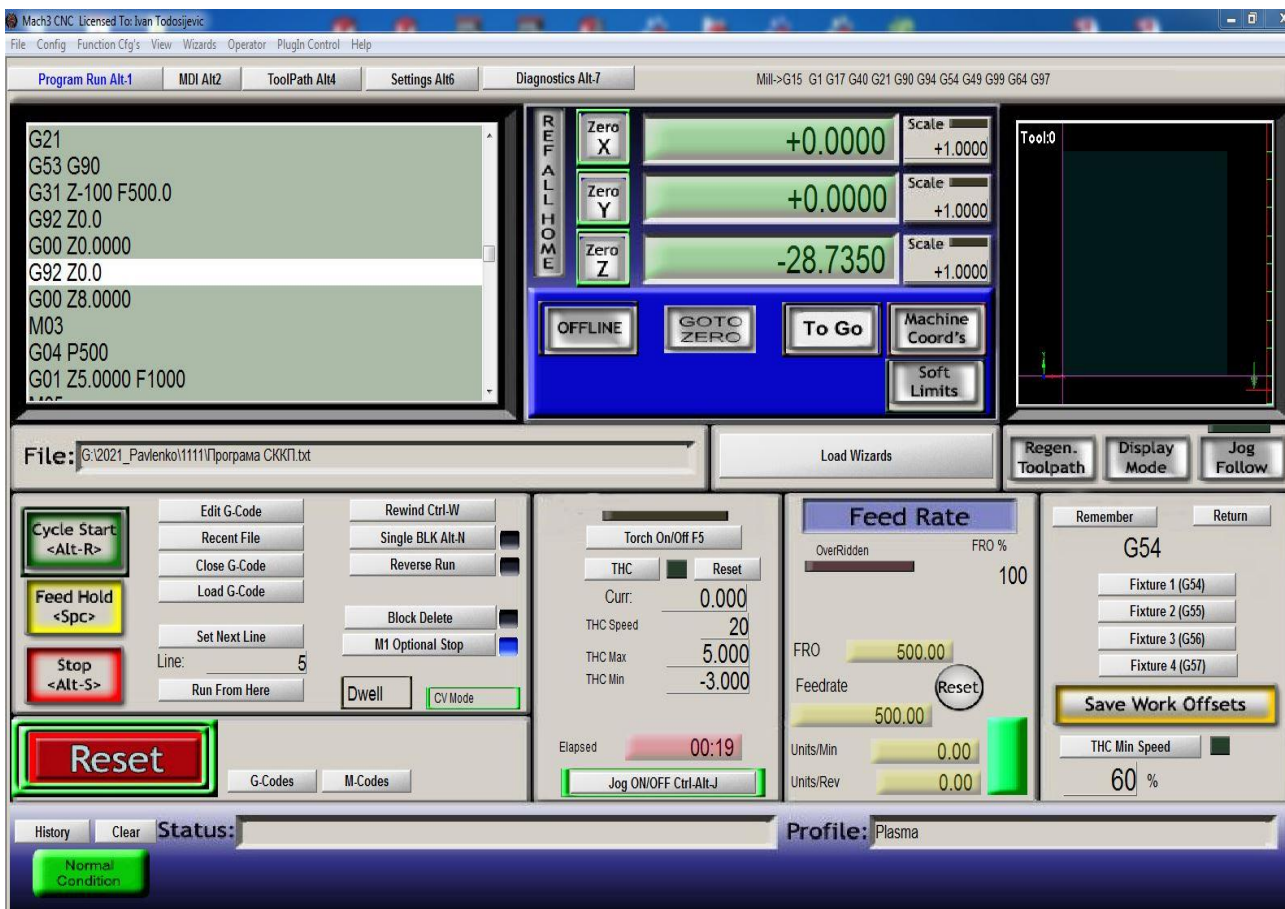 Mach3 CNC Licensed To: Ivan Todosijevic
File Config Function Cfg's View Wizards Operator PlugIn Control Help
Program Run Alt-1 MDI Alt2 ToolPath Alt4 Settings Alt6 Diagnostics Alt-7 Mill->G15 G1 G17 G40 G21 G90 G94 G54 G49 G99 G64 G97
G21
G53 G90
G31 Z-100 F500.0
G92 Z0.0
G00 Z0.0000
G92 Z0.0
G00 Z8.0000
M03
G04 P500
G01 Z5.0000 F1000
REF ALL HOME
Zero X +0.0000 Scale +1.0000
Zero Y +0.0000 Scale +1.0000
Zero Z -28.7350 Scale +1.0000
OFFLINE GOTO ZERO To Go Machine Coord's
Soft Limits
Tool:0
File: G:\2021_Pavlenko\1111\Програма СККП.txt
Load Wizards
Regen. Toolpath Display Mode Jog Follow
Cycle Start <Alt-R>
Feed Hold <Spc>
Stop <Alt-S>
Edit G-Code
Recent File
Close G-Code
Load G-Code
Set Next Line
Line: 5
Run From Here
Rewind Ctrl-W
Single BLK Alt-N
Reverse Run
Block Delete
M1 Optional Stop
Dwell CV Mode
Reset
G-Codes M-Codes
Torch On/Off F5
THC Reset
Curr: 0.000
THC Speed 20
THC Max 5.000
THC Min -3.000
Elapsed 00:19
Jog ON/OFF Ctrl-Alt-J
Feed Rate
OverRidden FRO %
100
FRO 500.00
Feedrate Reset
500.00
Units/Min 0.00
Units/Rev 0.00
Remember Return
G54
Fixture 1 (G54)
Fixture 2 (G55)
Fixture 3 (G56)
Fixture 4 (G57)
Save Work Offsets
THC Min Speed
60 %
History Clear Status: Profile: Plasma
Normal Condition